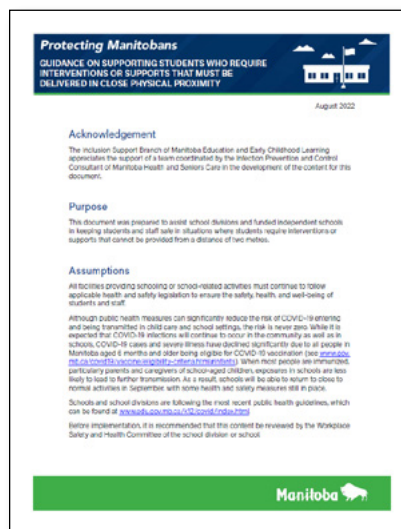 Protecting Manitobans
GUIDANCE ON SUPPORTING STUDENTS WHO REQUIRE
INTERVENTIONS OR SUPPORTS THAT MUST BE
DELIVERED IN CLOSE PHYSICAL PROXIMITY
August 2022
Acknowledgement
The Inclusion Support Branch of Manitoba Education and Early Childhood Learning
appreciates the support of a team coordinated by the Infection Prevention and Control
Consultant of Manitoba Health and Seniors Care in the development of the content for this
document.
Purpose
This document was prepared to assist school divisions and funded independent schools
in keeping students and staff safe in situations where students require interventions or
supports that cannot be provided from a distance of two metres.
Assumptions
All facilities providing schooling or school-related activities must continue to follow
applicable health and safety legislation to ensure the safety, health, and well-being of
students and staff.
Although public health measures can significantly reduce the risk of COVID-19 entering
and being transmitted in child care and school settings, the risk is never zero. While it is
expected that COVID-19 infections will continue to occur in the community as well as in
schools, COVID-19 cases and severe illness have declined significantly due to all people in
Manitoba aged 6 months and older being eligible for COVID-19 vaccination (see www.gov.
mb.ca/covid19/vaccine/eligibility-criteria.html#infants). When most people are immunized,
particularly parents and caregivers of school-aged children, exposures in schools are less
likely to lead to further transmission. As a result, schools will be able to return to close to
normal activities in September, with some health and safety measures still in place.
Schools and school divisions are following the most recent public health guidelines, which
can be found at www.edu.gov.mb.ca/k12/covid/index.html.
Before implementation, it is recommended that this content be reviewed by the Workplace
Safety and Health Committee of the school division or school.
Manitoba